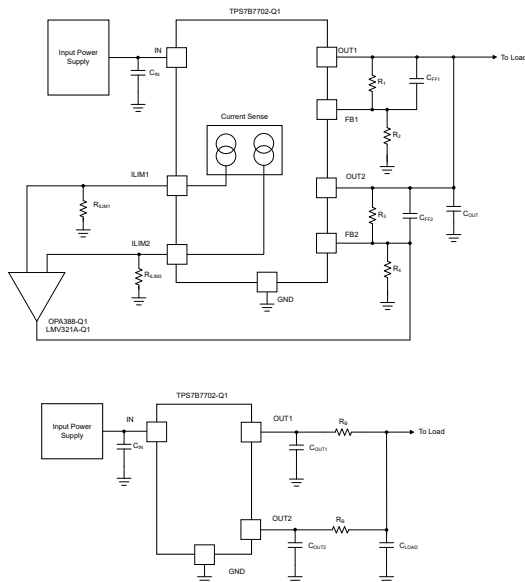 TPS7B7702-Q1
Input Power
Supply
IN
CIN
OUT1
To Load
R1
CFF1
FB1
R2
Current Sense
ILIM1
RILIM1
OUT2
R3
CFF2
COUT
ILIM2
RILIM2
FB2
R4
GND
OPA388-Q1
LMV321A-Q1
TPS7B7702-Q1
Input Power
Supply
IN
CIN
OUT1
RB
To Load
COUT1
OUT2
RB
COUT2
CLOAD
GND